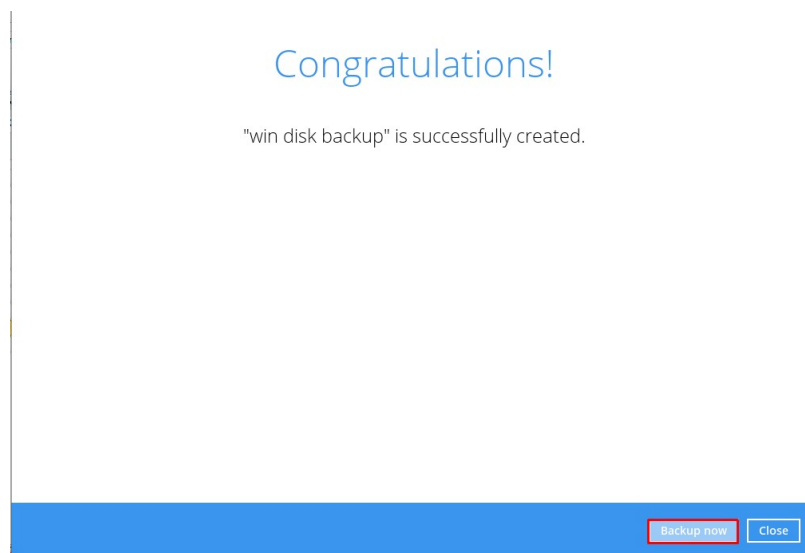 Congratulations!
"win disk backup" is successfully created.
Backup now Close